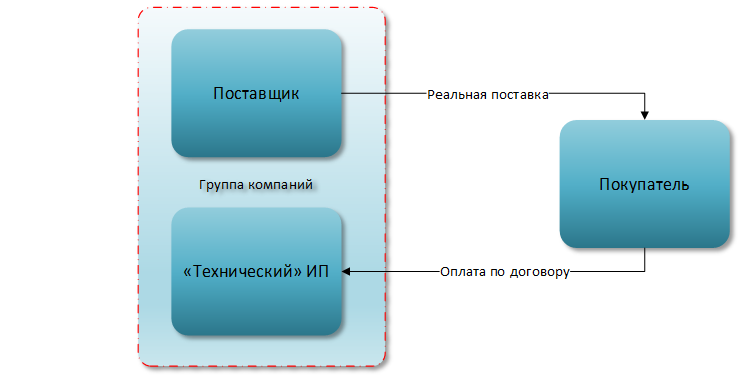 Поставщик
Реальная поставка
Покупатель
Группа компаний
«Технический» ИП
Оплата по договору